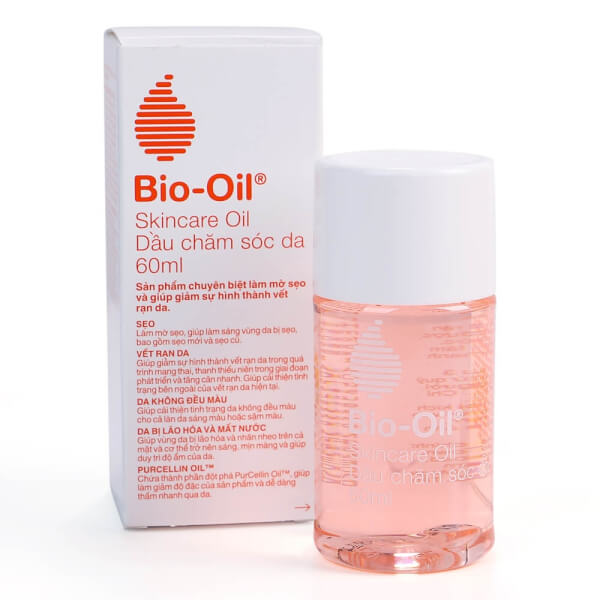 Bio-Oil®
Skincare Oil
Dầu chăm sóc da
60ml
Sản phẩm chuyên biệt làm mờ sẹo
và giúp giảm sự hình thành vết
rạn da.
SẸO
Làm mờ sẹo, giúp làm sáng vùng da bị sẹo,
bao gồm sẹo mới và sẹo cũ.
VẾT RẠN DA
Giúp giảm sự hình thành vết rạn da trong quá
trình mang thai, thanh thiếu niên trong giai đoạn
phát triển và tăng cân nhanh. Giúp cải thiện tình
trạng bên ngoài của vết rạn da hiện tại.
DA KHÔNG ĐỀU MÀU
Giúp cải thiện tình trạng da không đều màu
cho cả làn da sáng màu hoặc sậm màu.
DA BỊ LÃO HÓA VÀ MẤT NƯỚC
Giúp vùng da bị lão hóa và nhăn nheo trên cả
mặt và cơ thể trở nên săng, mịn màng và giúp
duy trì độ ẩm của da.
PURCELLIN OIL™
Chứa thành phần đột phá PurCellin Oil™, giúp
làm giảm độ đặc của sản phẩm và dễ dàng
thấm nhanh qua da.
Bio-Oil®
Skincare Oil
Dầu chăm sóc
60ml